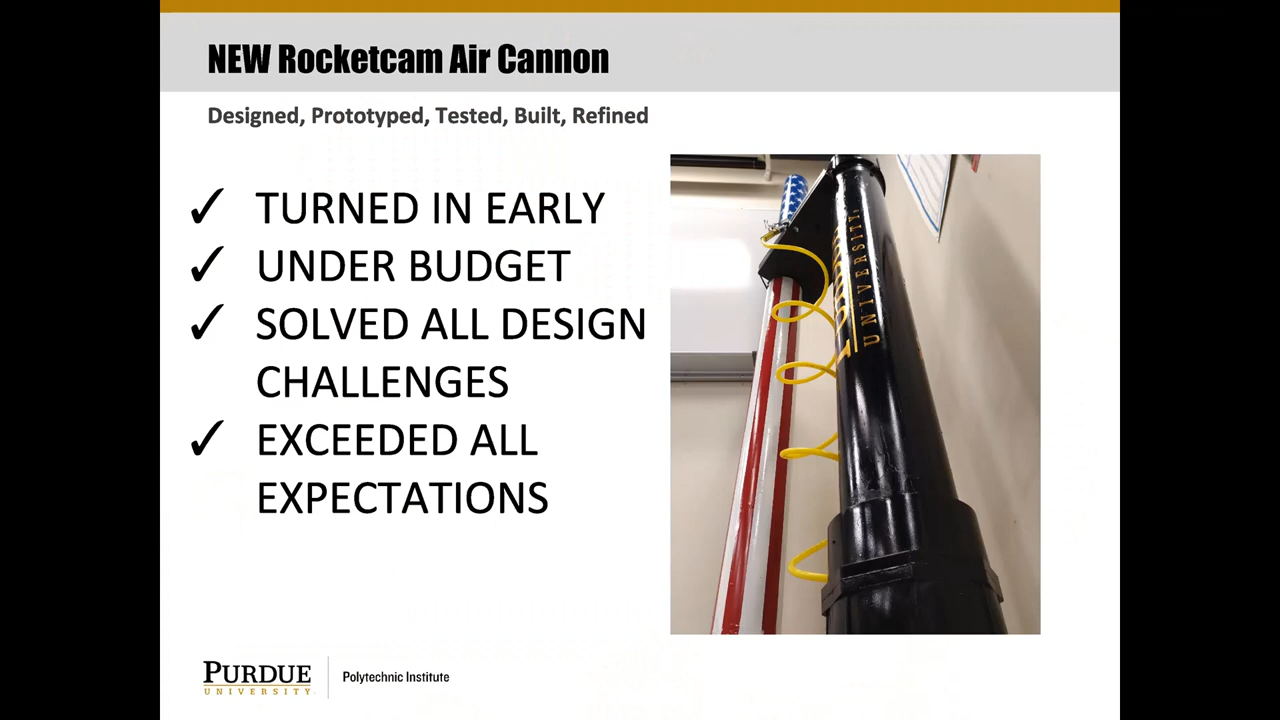 NEW Rocketcam Air Cannon
Designed, Prototyped, Tested, Built, Refined
✓ TURNED IN EARLY
✓ UNDER BUDGET
✓ SOLVED ALL DESIGN
CHALLENGES
✓ EXCEEDED ALL
EXPECTATIONS
UNIVERSITY
PURDUE
UNIVERSITY
Polytechnic Institute